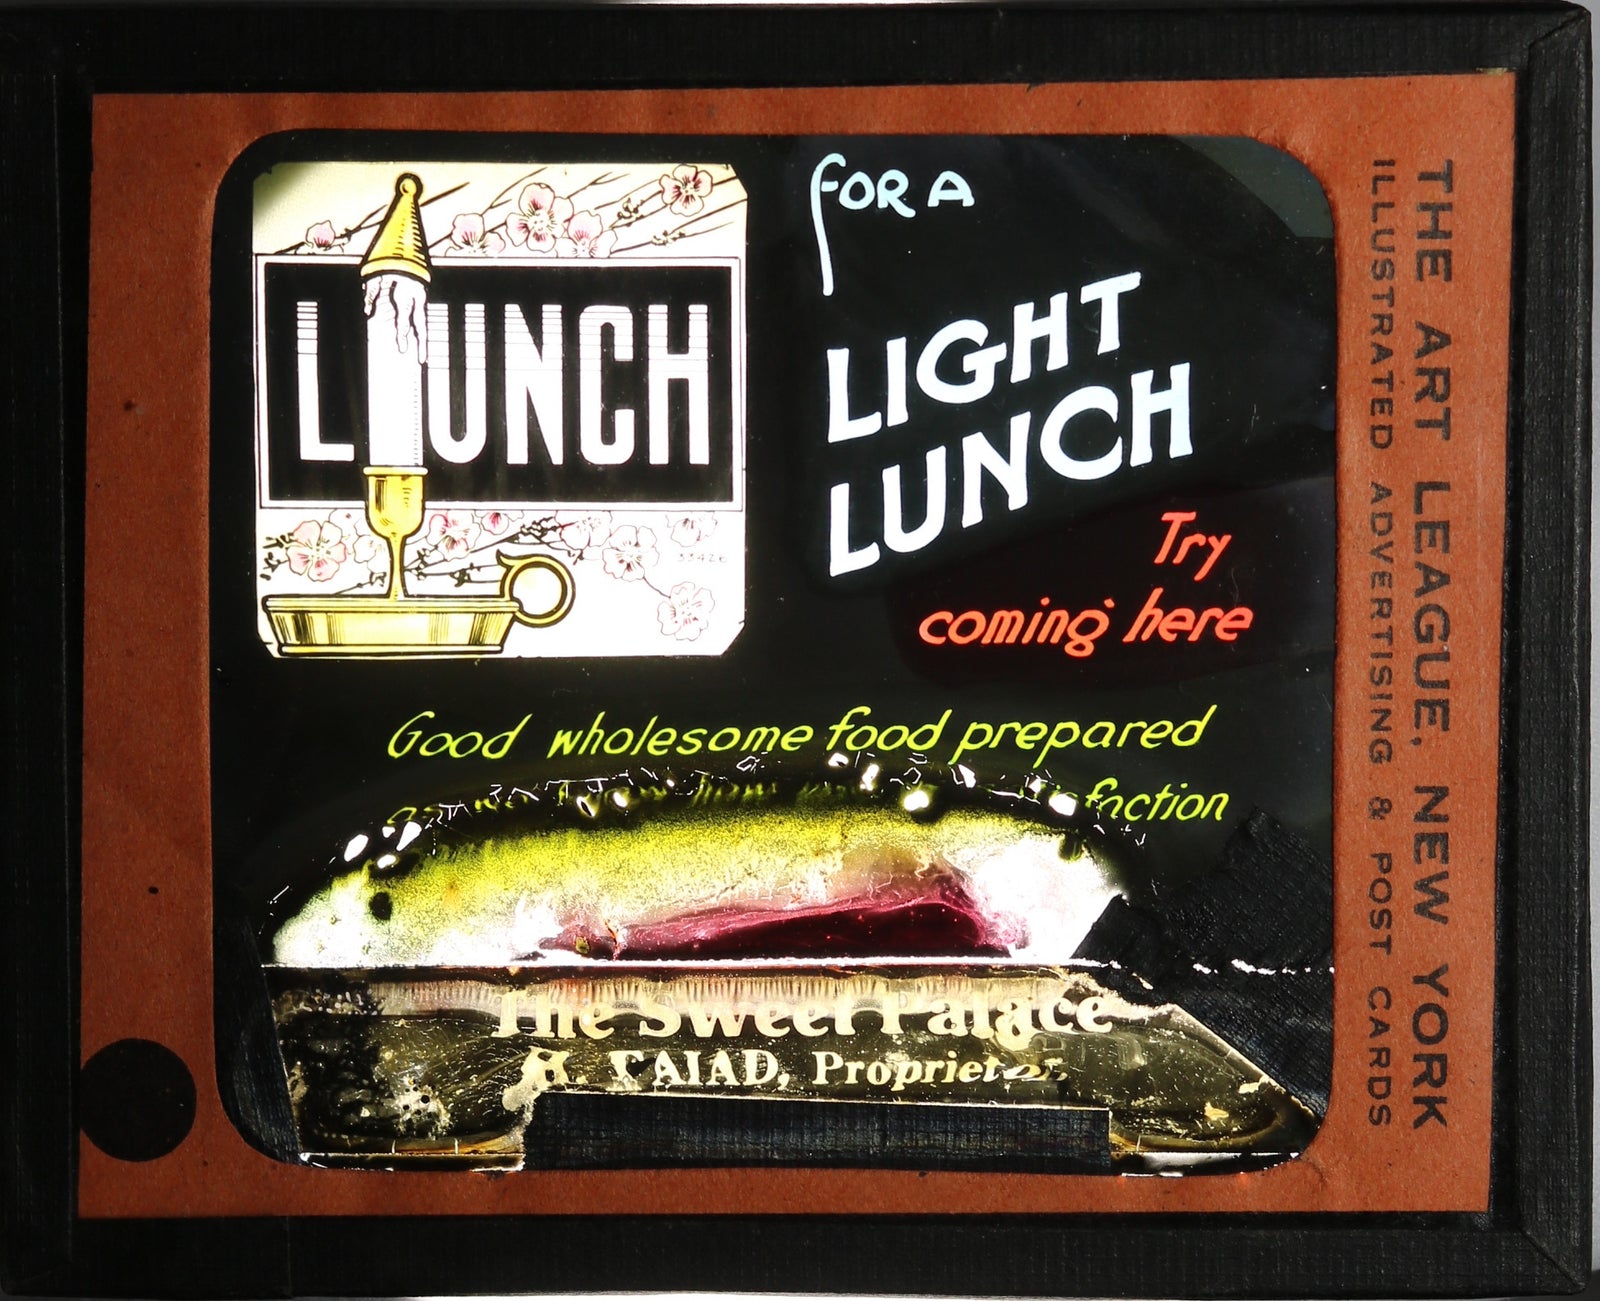 LUNCH
33426
for A
LIGHT
LUNCH
Try
coming here
Good wholesome food prepared
faction
The Sweet Palace
Proprietor.
THE ART LEAGUE, NEW YORK
ILLUSTRATED ADVERTISING & POST CARDS